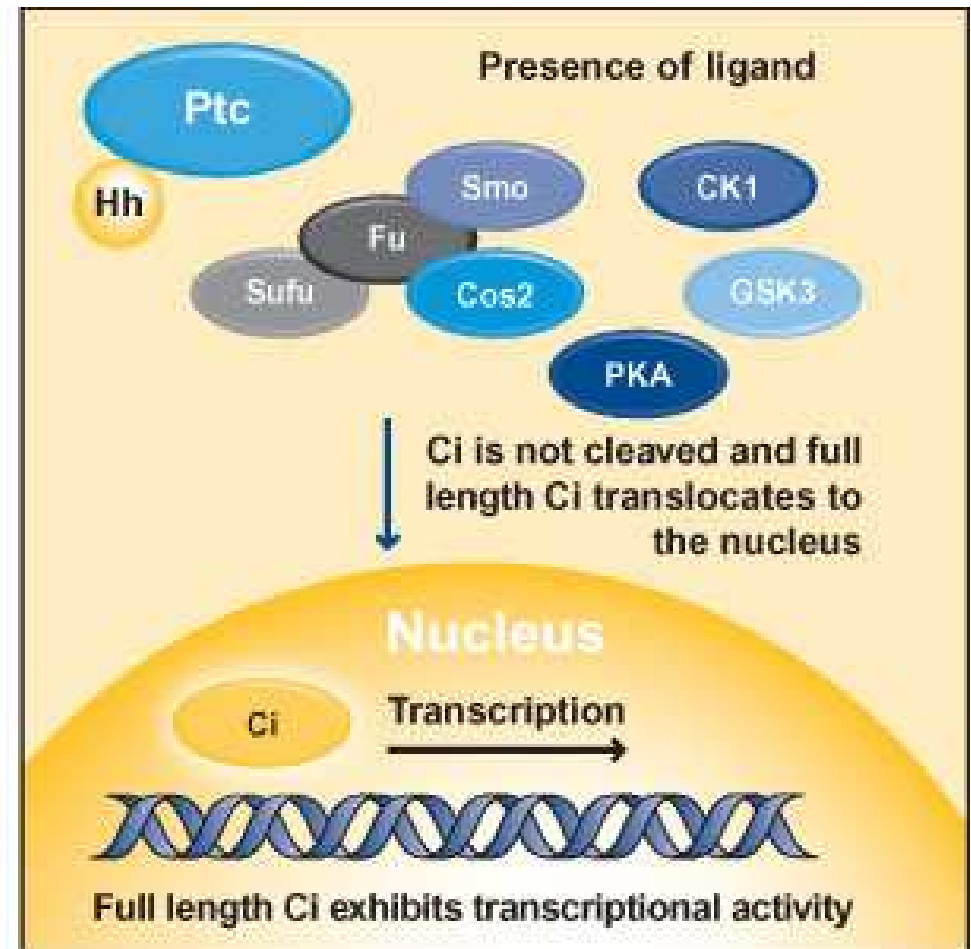 Presence of ligand
Ptc
Hh
Smo
CK1
Fu
Sufu
Cos2
GSK3
PKA
Ci is not cleaved and full
length Ci translocates to
the nucleus
Nucleus
Ci
Transcription
Full length Ci exhibits transcriptional activity